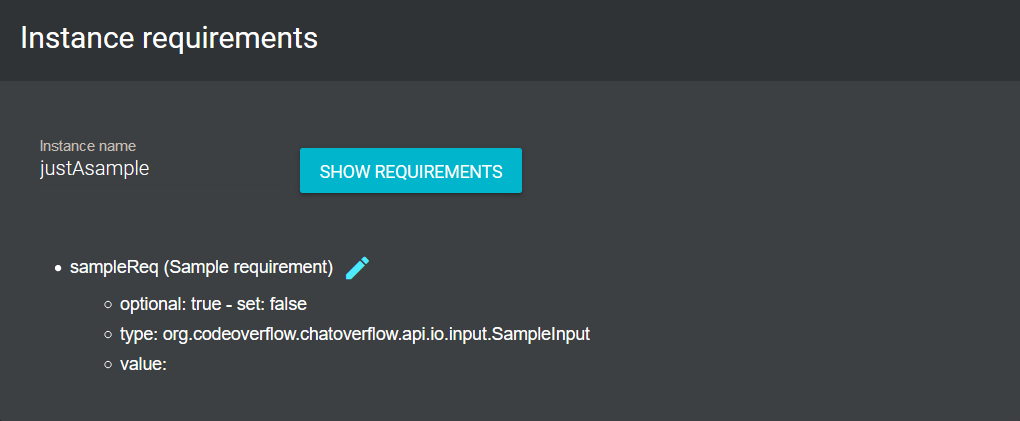 Instance requirements
Instance name
justAsample
SHOW REQUIREMENTS
sampleReq (Sample requirement)
optional: true - set: false
type: org.codeoverflow.chatoverflow.api.io.input.SampleInput
value: